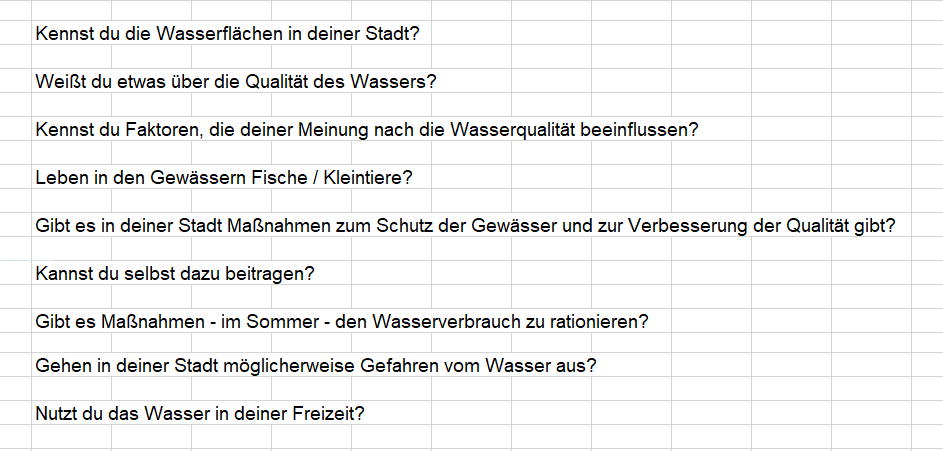 Kennst du die Wasserflächen in deiner Stadt?
Weißt du etwas über die Qualität des Wassers?
Kennst du Faktoren, die deiner Meinung nach die Wasserqualität beeinflussen?
Leben in den Gewässern Fische / Kleintiere?
Gibt es in deiner Stadt Maßnahmen zum Schutz der Gewässer und zur Verbesserung der Qualität gibt?
Kannst du selbst dazu beitragen?
Gibt es Maßnahmen - im Sommer - den Wasserverbrauch zu rationieren?
Gehen in deiner Stadt möglicherweise Gefahren vom Wasser aus?
Nutzt du das Wasser in deiner Freizeit?